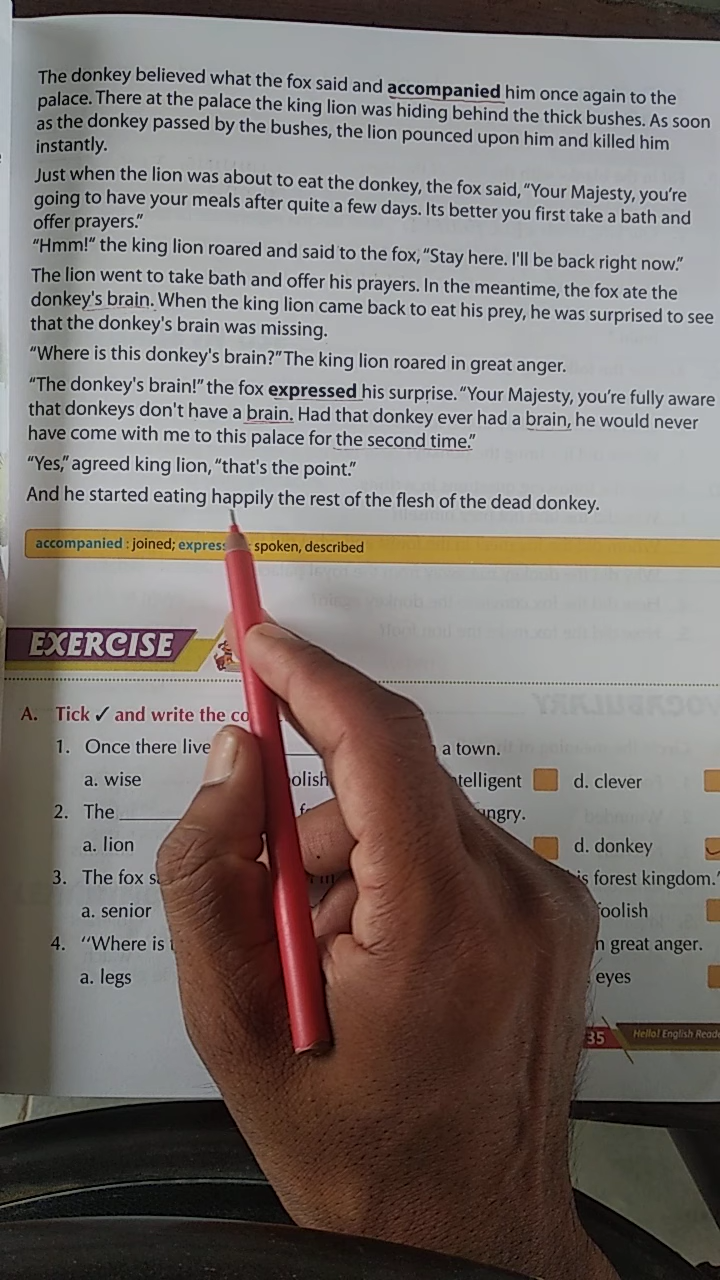 The donkey believed what the fox said and accompanied him once again to the
palace. There at the palace the king lion was hiding behind the thick bushes. As soon
as the donkey passed by the bushes, the lion pounced upon him and killed him
instantly.
Just when the lion was about to eat the donkey, the fox said, “Your Majesty, you’re
going to have your meals after quite a few days. Its better you first take a bath and
offer prayers.”
“Hmm!“ the king lion roared and said to the fox, “Stay here. I'll be back right now.”
The lion went to take bath and offer his prayers. In the meantime, the fox ate the
donkey's brain. When the king lion came back to eat his prey, he was surprised to see
that the donkey's brain was missing.
“Where is this donkey's brain?” The king lion roared in great anger.
“The donkey's brain!” the fox expressed his surprise. “Your Majesty, you’re fully aware
that donkeys don't have a brain. Had that donkey ever had a brain, he would never
have come with me to this palace for the second time.”
“Yes,” agreed king lion, “that's the point.”
And he started eating happily the rest of the flesh of the dead donkey.
accompanied : joined; spoken, described
EXERCISE
A. Tick ✓ and write the
1. Once there a town.
a. wise d. clever
2. The
a. lion d. donkey
3. The fox forest kingdom.
a. senior foolish
4. “Where is great anger.
a. legs eyes
35 Hello! English